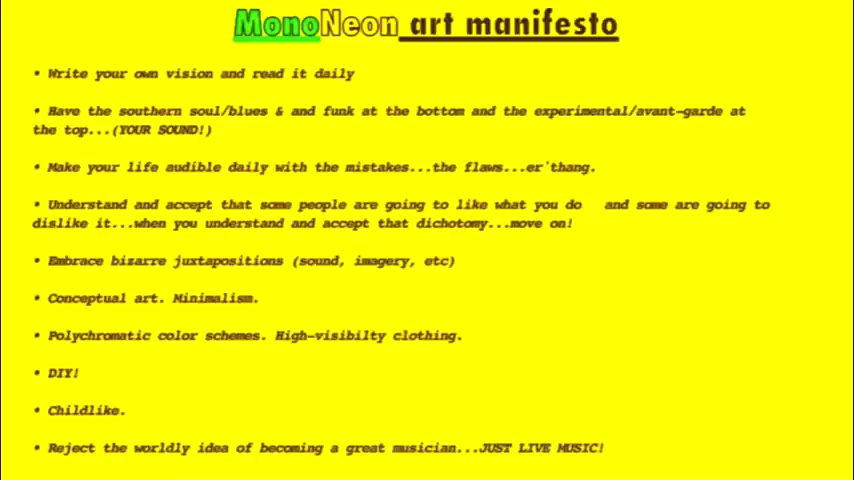 MonoNeon art manifesto
• Write your own vision and read it daily
• Have the southern soul/blues & and funk at the bottom and the experimental/avant-garde at
the top...(YOUR SOUND!)
• Make your life audible daily with the mistakes...the flaws...er'thang.
• Understand and accept that some people are going to like what you do and some are going to
dislike it...when you understand and accept that dichotomy...move on!
• Embrace bizarre juxtapositions (sound, imagery, etc)
• Conceptual art. Minimalism.
• Polychromatic color schemes. High-visibilty clothing.
• DIY!
• Childlike.
• Reject the worldly idea of becoming a great musician...JUST LIVE MUSIC!